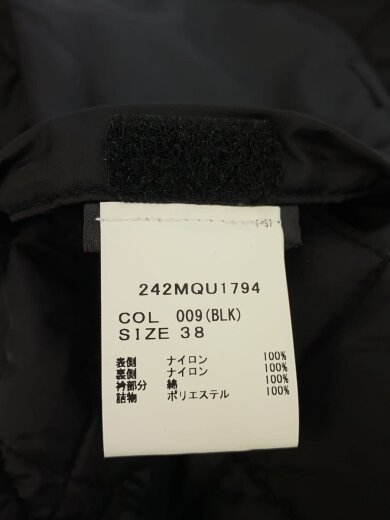 242MQU1794
COL 009(BLK)
SIZE 38
表側 ナイロン 100%
裏側 ナイロン 100%
衿部分 綿 100%
詰物 ポリエステル 100%